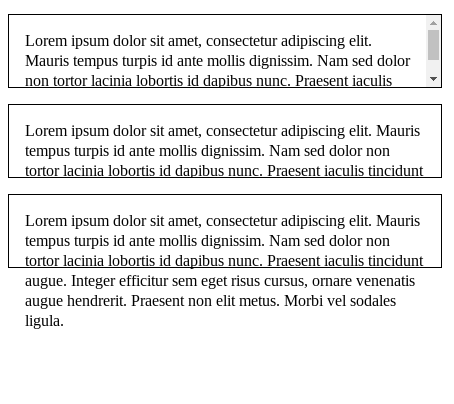 Lorem ipsum dolor sit amet, consectetur adipiscing elit.
Mauris tempus turpis id ante mollis dignissim. Nam sed dolor
non tortor lacinia lobortis id dapibus nunc. Praesent iaculis
Lorem ipsum dolor sit amet, consectetur adipiscing elit. Mauris
tempus turpis id ante mollis dignissim. Nam sed dolor non
tortor lacinia lobortis id dapibus nunc. Praesent iaculis tincidunt
Lorem ipsum dolor sit amet, consectetur adipiscing elit. Mauris
tempus turpis id ante mollis dignissim. Nam sed dolor non
tortor lacinia lobortis id dapibus nunc. Praesent iaculis tincidunt
augue. Integer efficitur sem eget risus cursus, ornare venenatis
augue hendrerit. Praesent non elit metus. Morbi vel sodales
ligula.